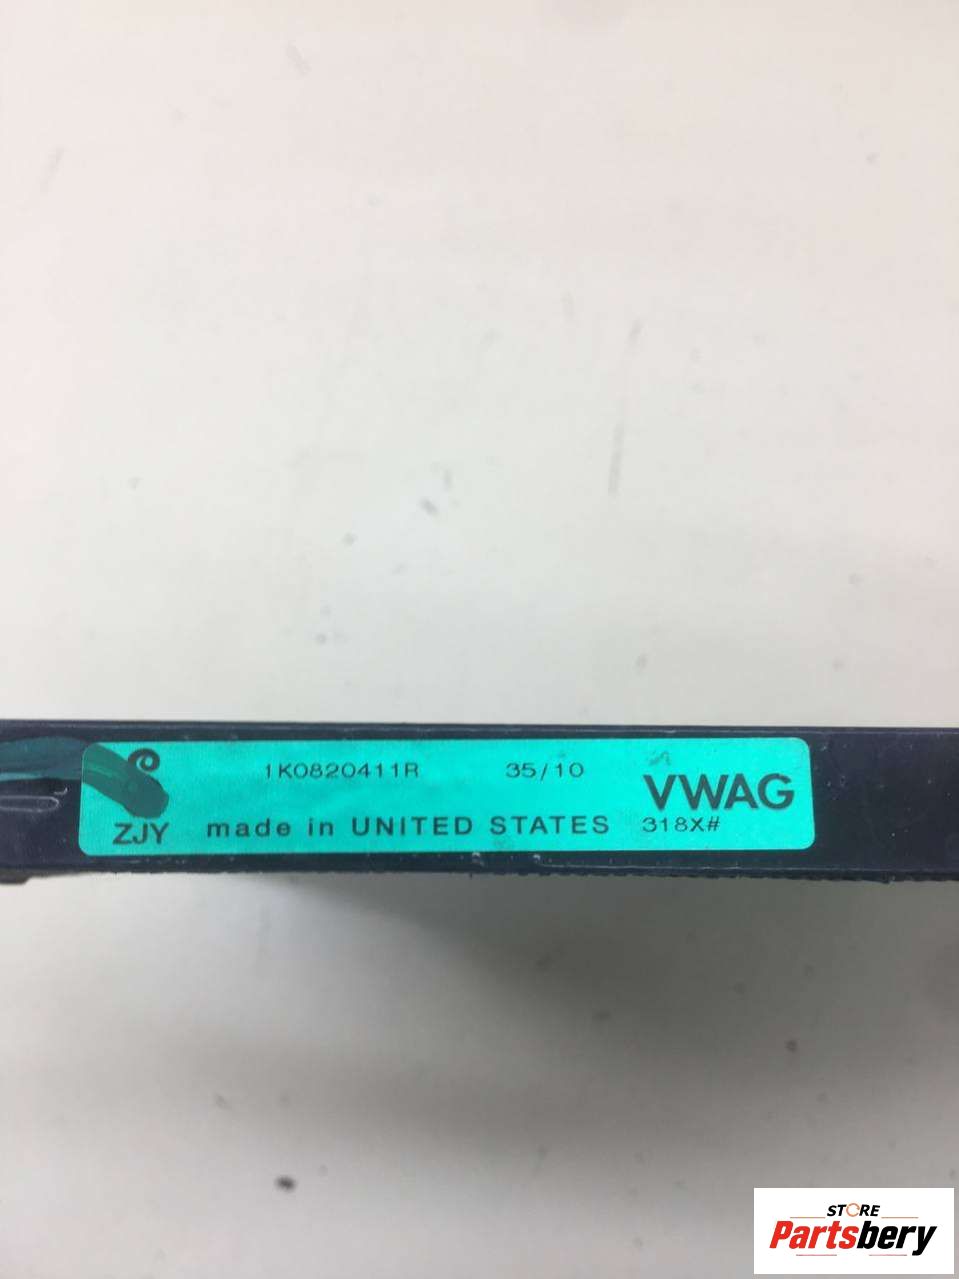 1K0820411R 35/10
VWAG
ZJY made in UNITED STATES 318X#
STORE
Partsbery